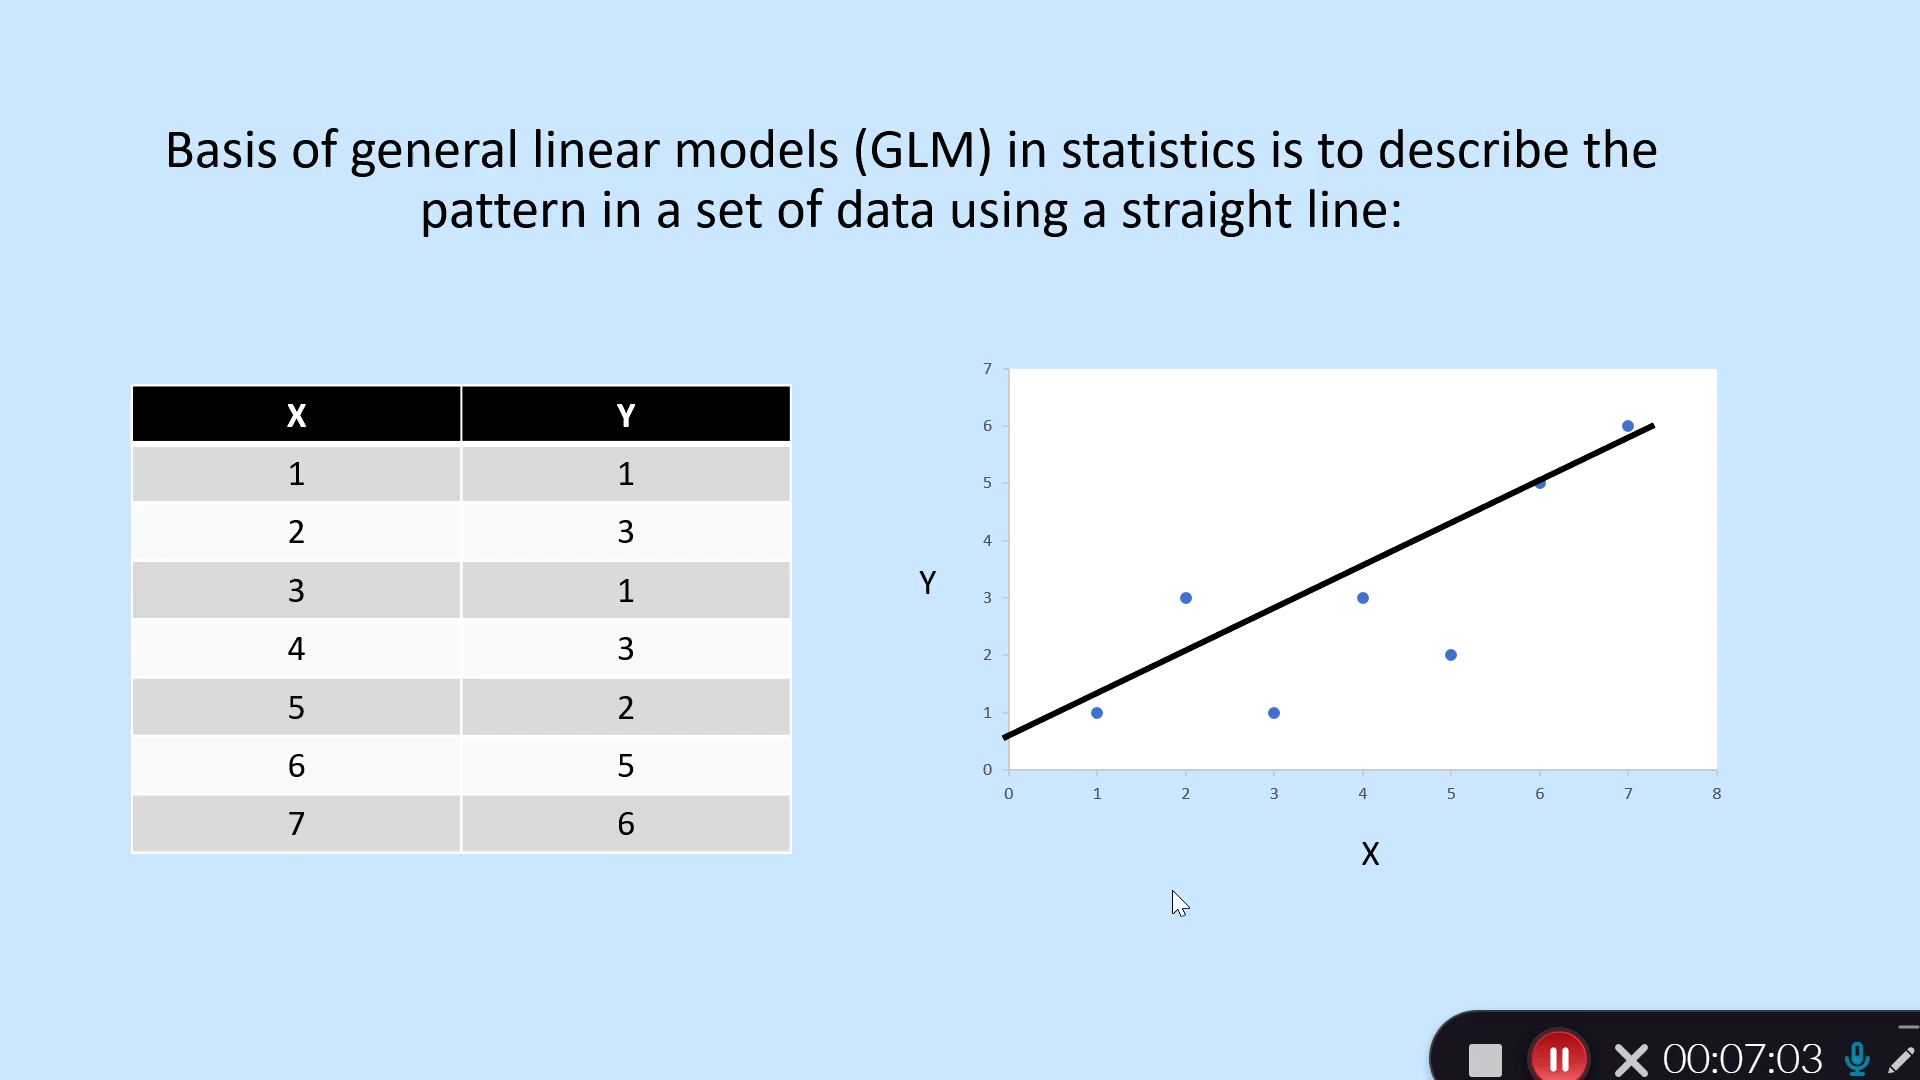 Basis of general linear models (GLM) in statistics is to describe the
pattern in a set of data using a straight line:
X Y
1 1
2 3
3 1
4 3
5 2
6 5
7 6
7
6
5
4
3
2
1
0
Y
0 1 2 3 4 5 6 7 8
X
00:07:03